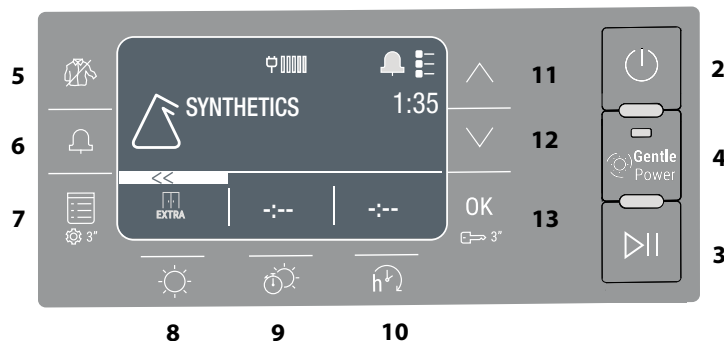 2
5
11
SYNTHETICS 1:35
6
12
Gentle
Power
4
<<
7
3"
EXTRA
-:--
-:--
OK
3"
13
3
h
8
9
10